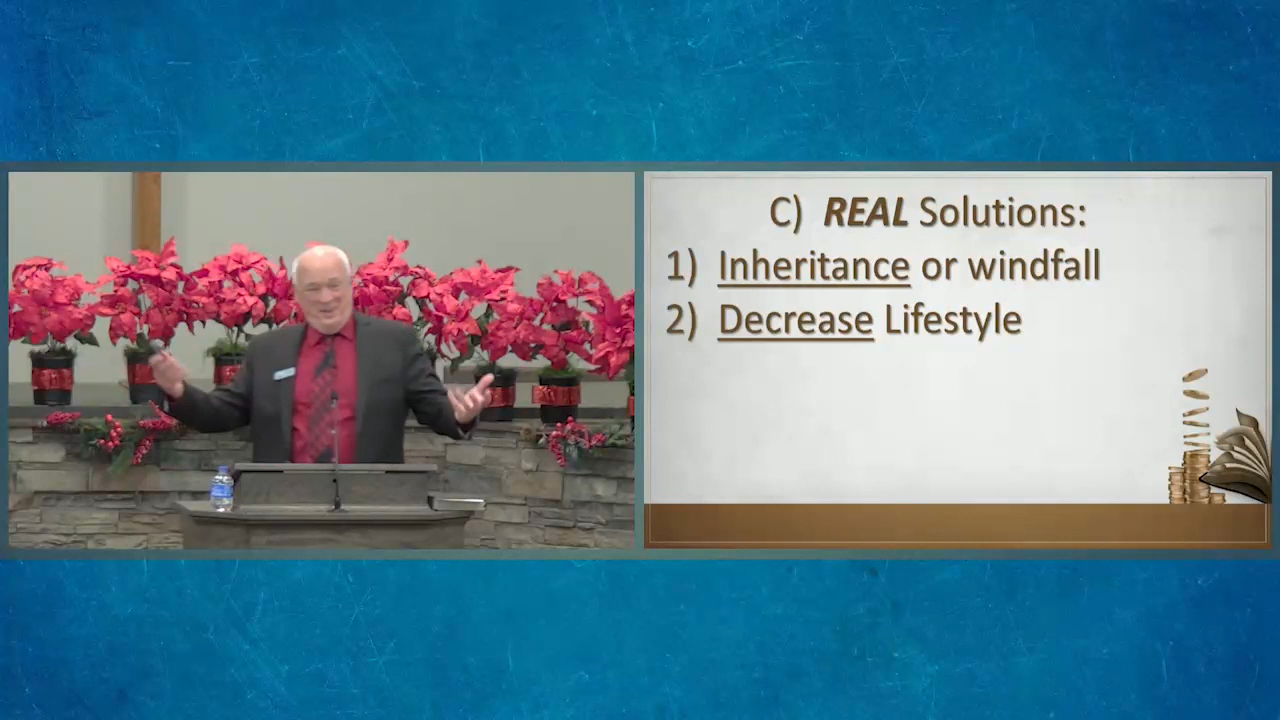 C) REAL Solutions:
1) Inheritance or windfall
2) Decrease Lifestyle